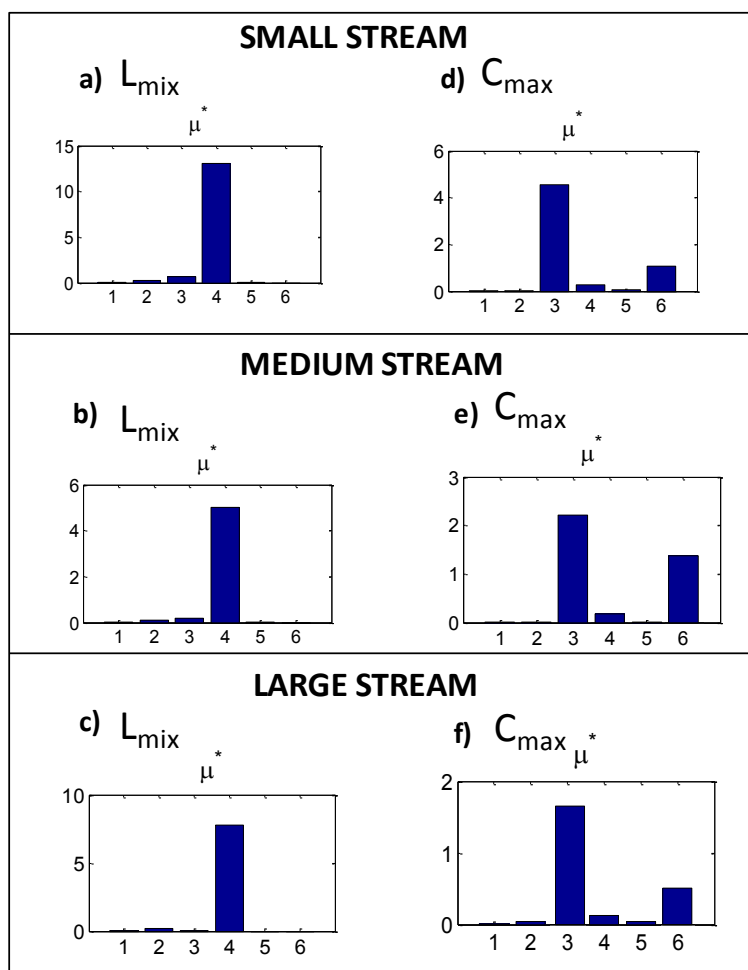 SMALL STREAM
a) Lmix
μ*
15
10
5
0
1 2 3 4 5 6
d) Cmax
μ*
6
4
2
0
1 2 3 4 5 6
MEDIUM STREAM
b) Lmix
μ*
6
4
2
0
1 2 3 4 5 6
e) Cmax
μ*
3
2
1
0
1 2 3 4 5 6
LARGE STREAM
c) Lmix
μ*
10
5
0
1 2 3 4 5 6
f) Cmax μ*
2
1
0
1 2 3 4 5 6